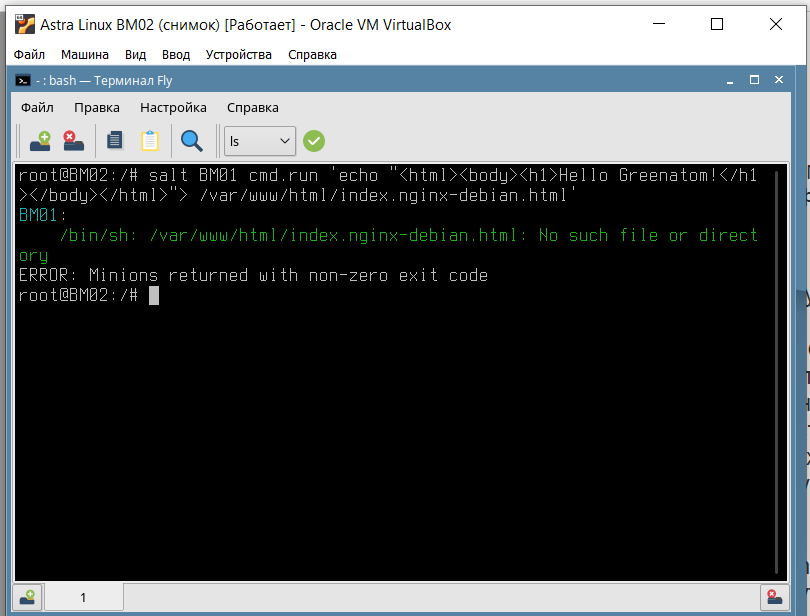 Astra Linux BM02 (снимок) [Работает] - Oracle VM VirtualBox
Файл Машина Вид Ввод Устройства Справка
- : bash — Терминал Fly
Файл Правка Настройка Справка
ls
root@BM02:/# salt BM01 cmd.run 'echo "<html><body><h1>Hello Greenatom!</h1
></body></html>"> /var/www/html/index.nginx-debian.html'
BM01:
/bin/sh: /var/www/html/index.nginx-debian.html: No such file or direct
ory
ERROR: Minions returned with non-zero exit code
root@BM02:/#
1